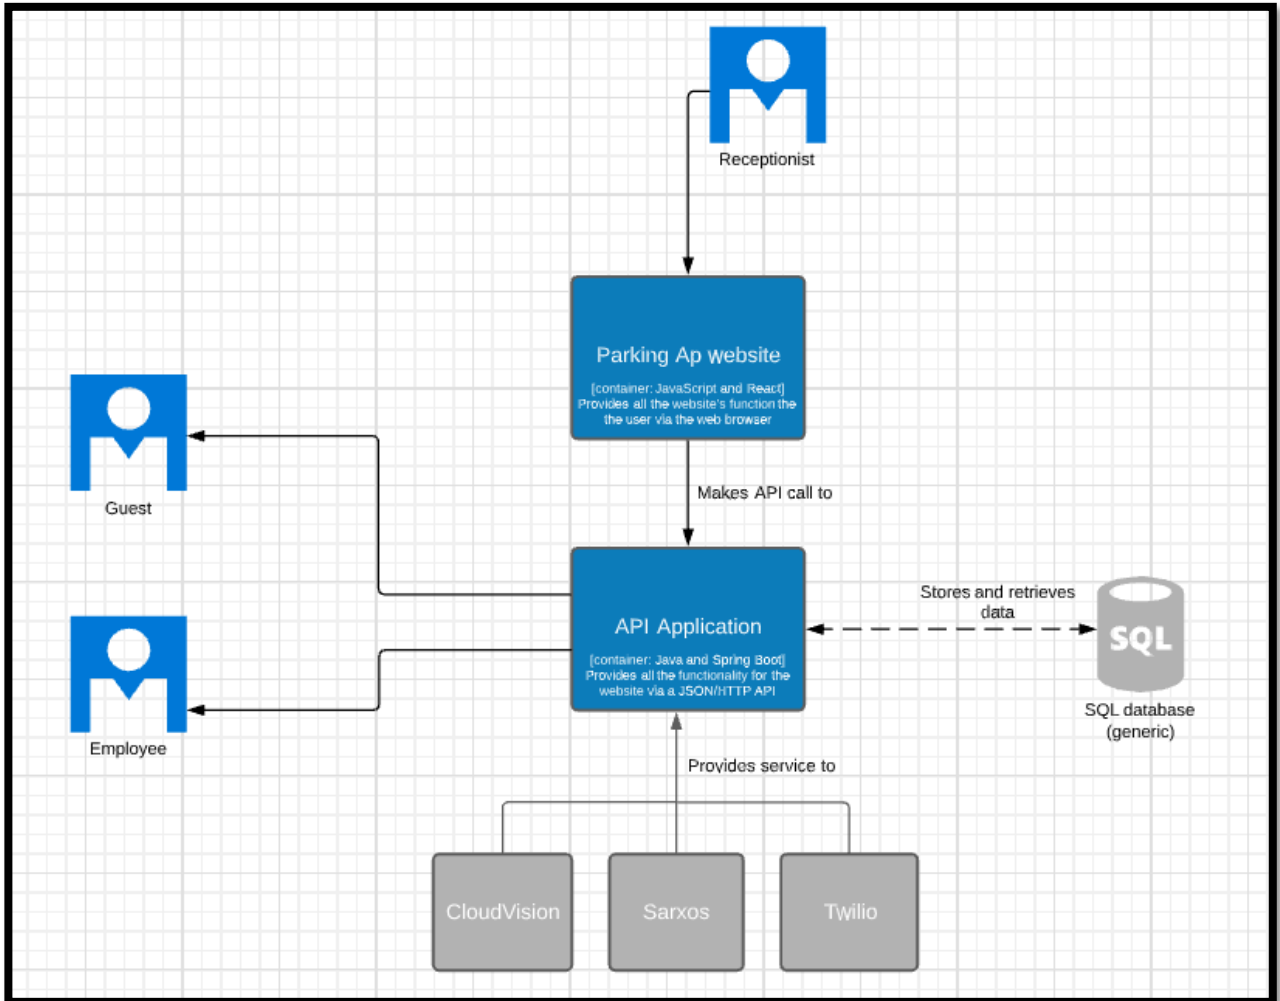 Receptionist
Parking Ap website
[container: JavaScript and React]
Provides all the website's function the
the user via the web browser
Guest
Makes API call to
API Application
[container: Java and Spring Boot]
Provides all the functionality for the
website via a JSON/HTTP API
Stores and retrieves
data
SQL
SQL database
(generic)
Employee
Provides service to
CloudVision
Sarxos
Twilio